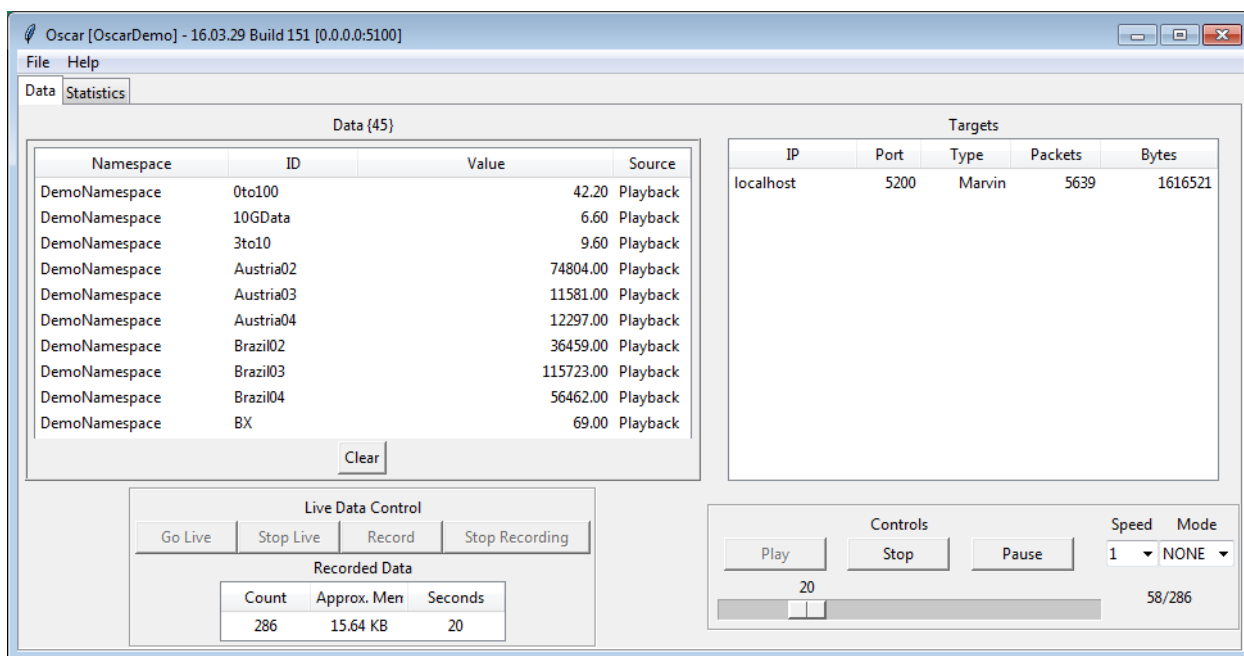 Oscar [OscarDemo] - 16.03.29 Build 151 [0.0.0.0:5100]
File Help
Data Statistics
Data {45}
Namespace ID Value Source
DemoNamespace 0to100 42.20 Playback
DemoNamespace 10GData 6.60 Playback
DemoNamespace 3to10 9.60 Playback
DemoNamespace Austria02 74804.00 Playback
DemoNamespace Austria03 11581.00 Playback
DemoNamespace Austria04 12297.00 Playback
DemoNamespace Brazil02 36459.00 Playback
DemoNamespace Brazil03 115723.00 Playback
DemoNamespace Brazil04 56462.00 Playback
DemoNamespace BX 69.00 Playback
Clear
Targets
IP Port Type Packets Bytes
localhost 5200 Marvin 5639 1616521
Live Data Control
Go Live Stop Live Record Stop Recording
Recorded Data
Count Approx. Men Seconds
286 15.64 KB 20
Controls Speed Mode
Play Stop Pause 1 NONE
20
58/286